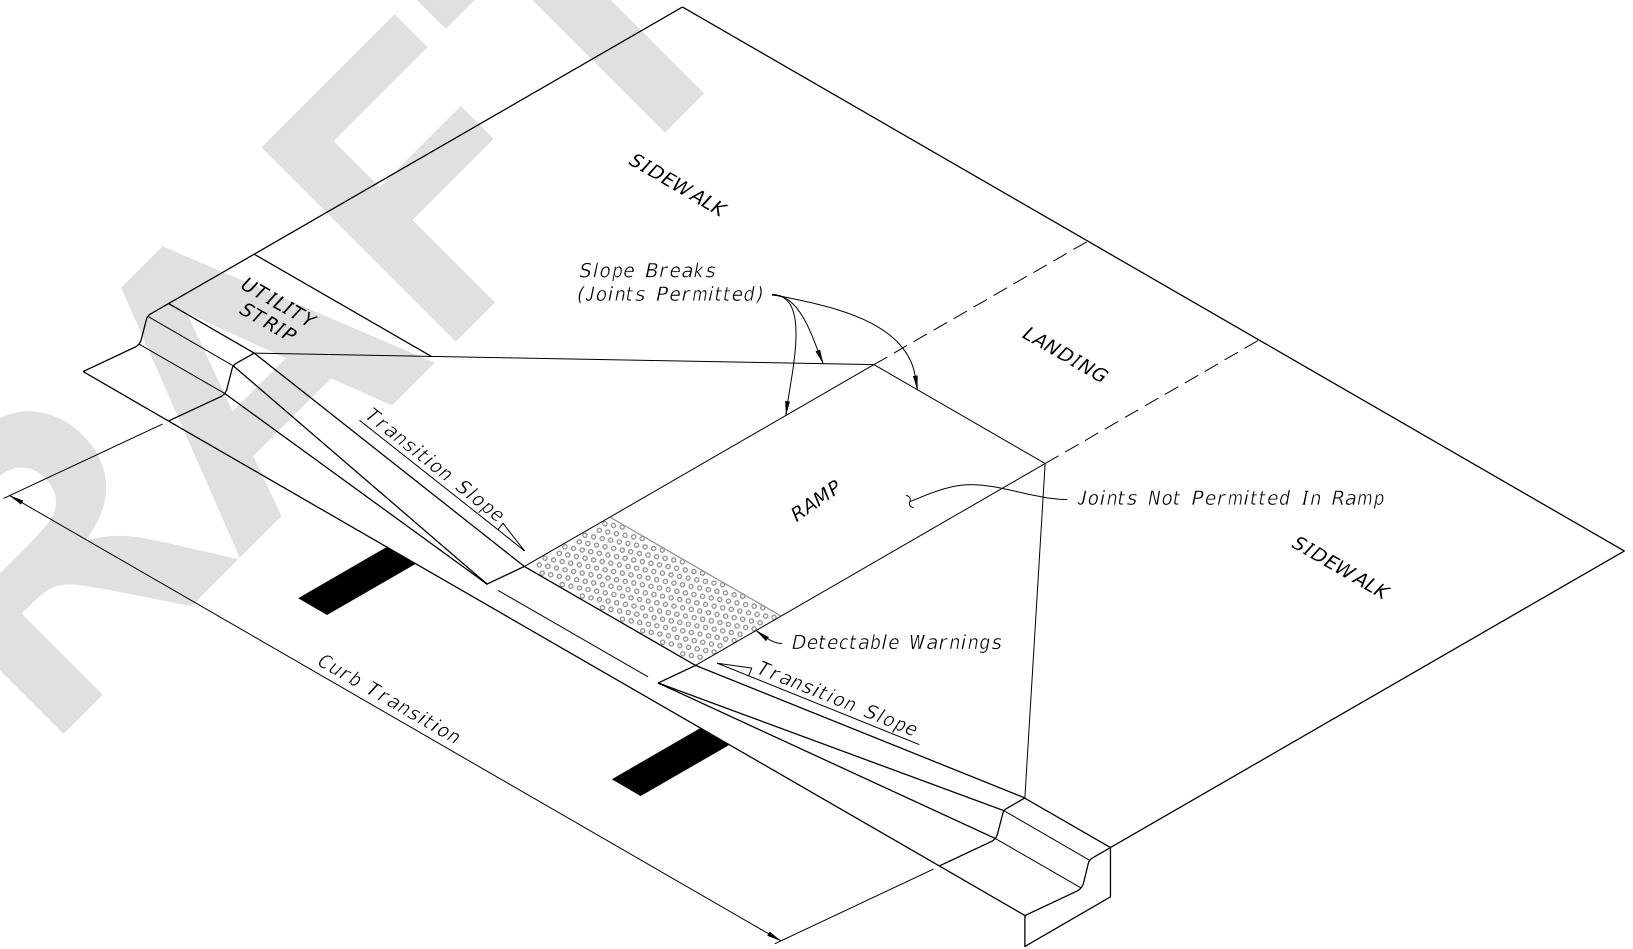 SIDEWALK
Slope Breaks
(Joints Permitted)
UTILITY
STRIP
LANDING
Transition Slope
RAMP
Joints Not Permitted In Ramp
SIDEWALK
Detectable Warnings
Transition Slope
Curb Transition
RAFT